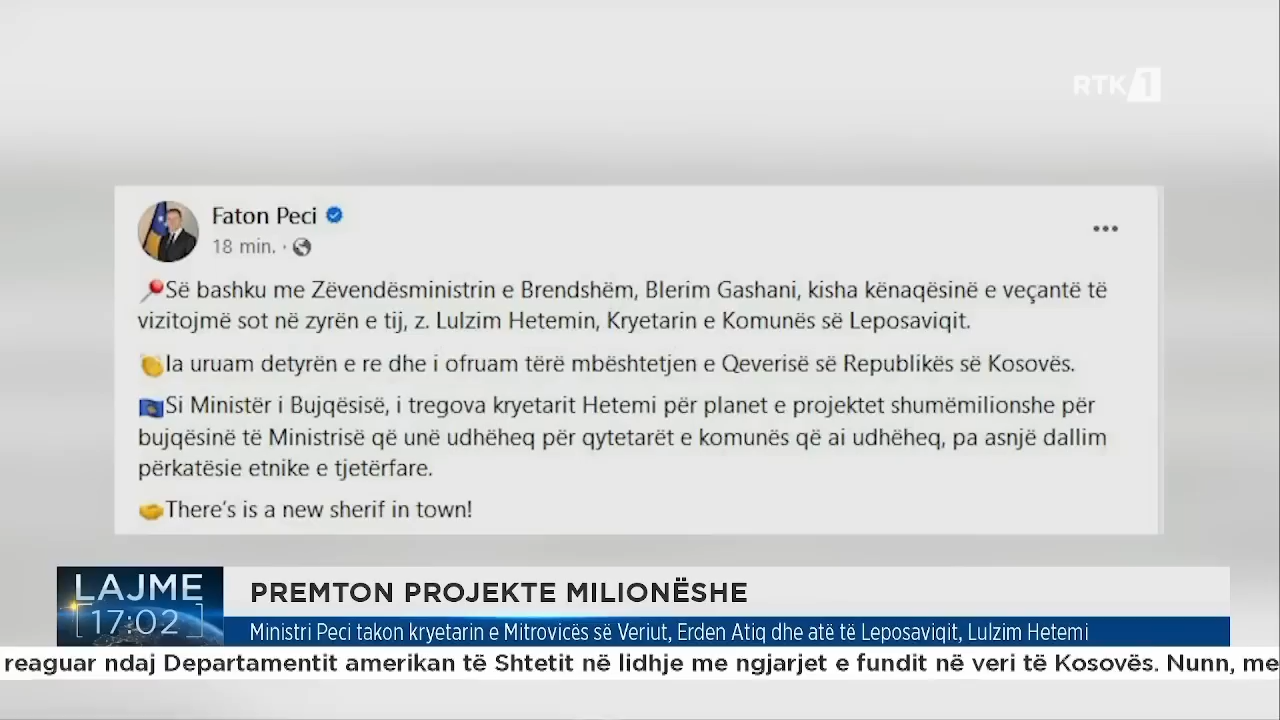 RTK 1
Faton Peci
18 min. ·
Së bashku me Zëvendësministrin e Brendshëm, Blerim Gashani, kisha kënaqësinë e veçantë të
vizitojmë sot në zyrën e tij, z. Lulzim Hetemin, Kryetarin e Komunës së Leposaviqit.
Ia uruam detyrën e re dhe i ofruam tërë mbështetjen e Qeverisë së Republikës së Kosovës.
Si Ministër i Bujqësisë, i tregova kryetarit Hetemi për planet e projektet shumëmilionshe për
bujqësinë të Ministrisë që unë udhëheq për qytetarët e komunës që ai udhëheq, pa asnjë dallim
përkatësie etnike e tjetërfare.
There's is a new sherif in town!
LAJME
17:02
PREMTON PROJEKTE MILIONËSHE
Ministri Peci takon kryetarin e Mitrovicës së Veriut, Erden Atiq dhe atë të Leposaviqit, Lulzim Hetemi
reaguar ndaj Departamentit amerikan të Shtetit në lidhje me ngjarjet e fundit në veri të Kosovës. Nunn, me